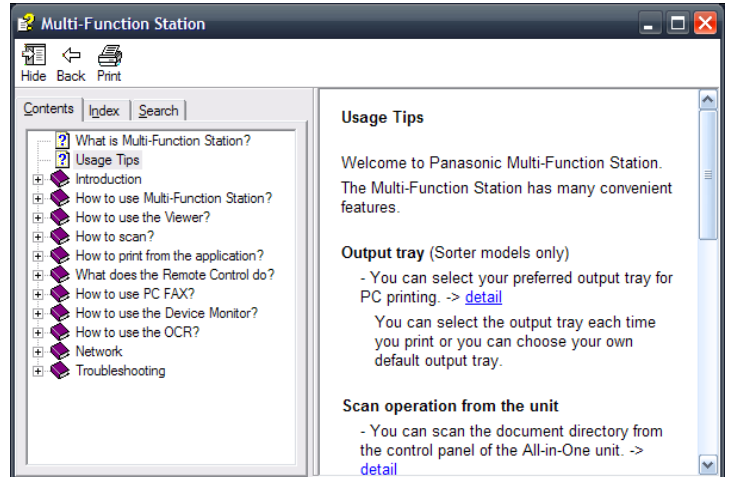 Multi-Function Station
Hide Back Print
Contents Index Search
What is Multi-Function Station?
Usage Tips
Introduction
How to use Multi-Function Station?
How to use the Viewer?
How to scan?
How to print from the application?
What does the Remote Control do?
How to use PC FAX?
How to use the Device Monitor?
How to use the OCR?
Network
Troubleshooting
Usage Tips
Welcome to Panasonic Multi-Function Station.
The Multi-Function Station has many convenient
features.
Output tray (Sorter models only)
- You can select your preferred output tray for
PC printing. -> detail
You can select the output tray each time
you print or you can choose your own
default output tray.
Scan operation from the unit
- You can scan the document directory from
the control panel of the All-in-One unit. ->
detail